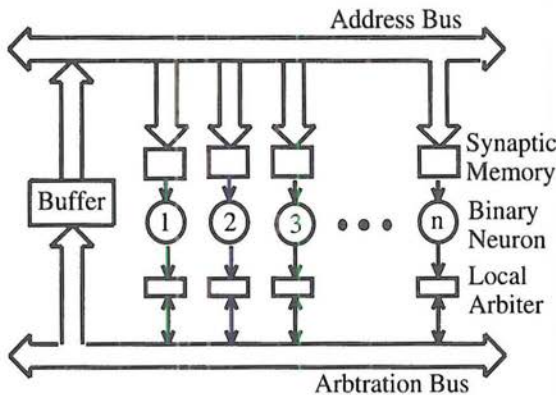 Address Bus
Synaptic
Memory
Buffer
1 2 3 n
Binary
Neuron
Local
Arbiter
Arbtration Bus